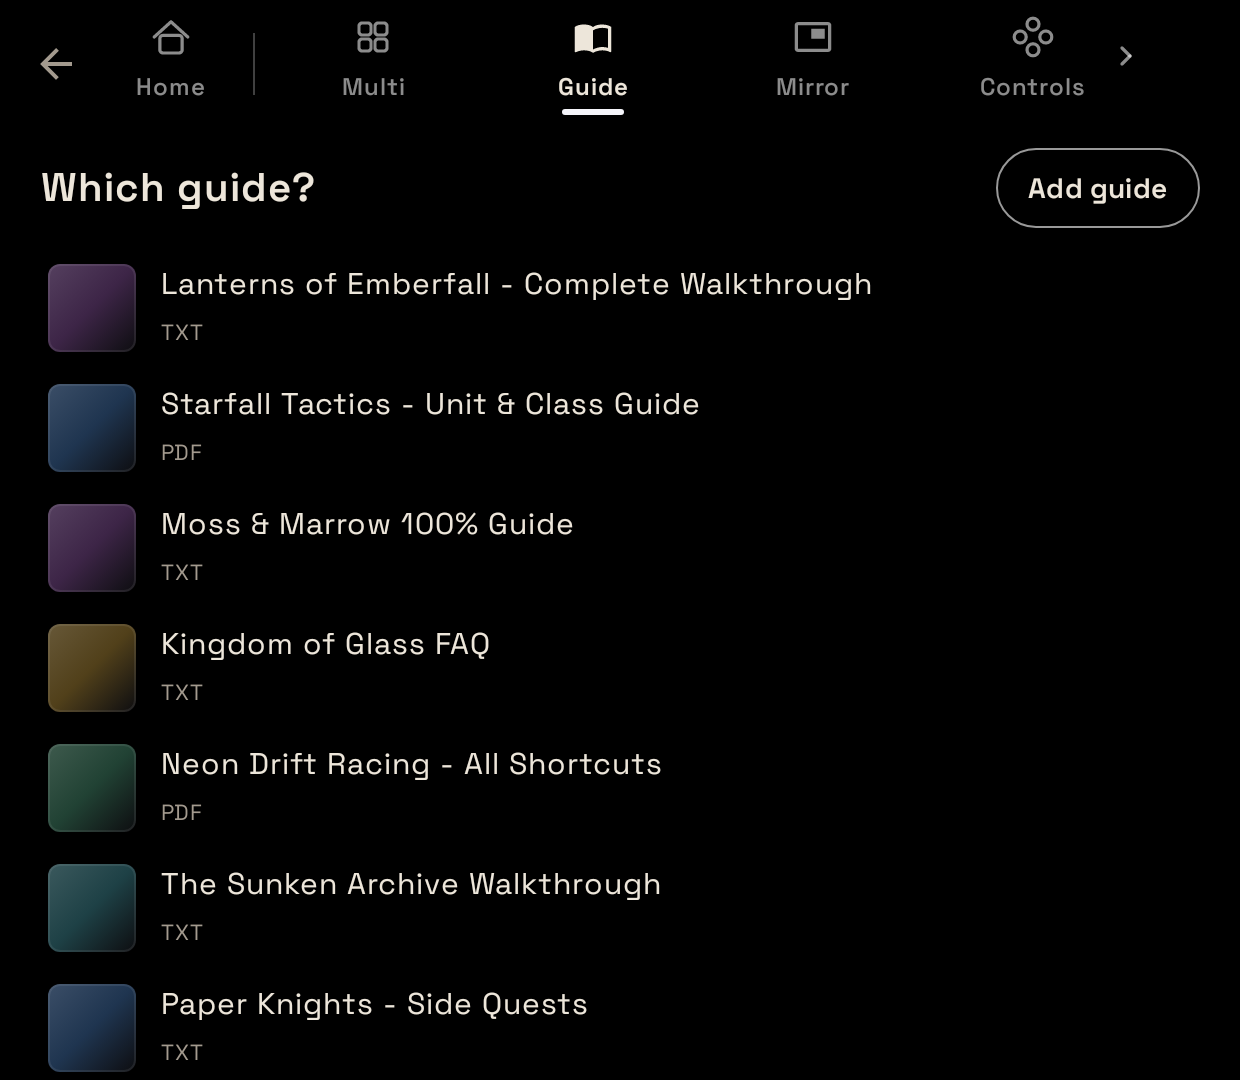 Home
Multi
Guide
Mirror
Controls
Which guide?
Add guide
Lanterns of Emberfall - Complete Walkthrough
TXT
Starfall Tactics - Unit & Class Guide
PDF
Moss & Marrow 100% Guide
TXT
Kingdom of Glass FAQ
TXT
Neon Drift Racing - All Shortcuts
PDF
The Sunken Archive Walkthrough
TXT
Paper Knights - Side Quests
TXT